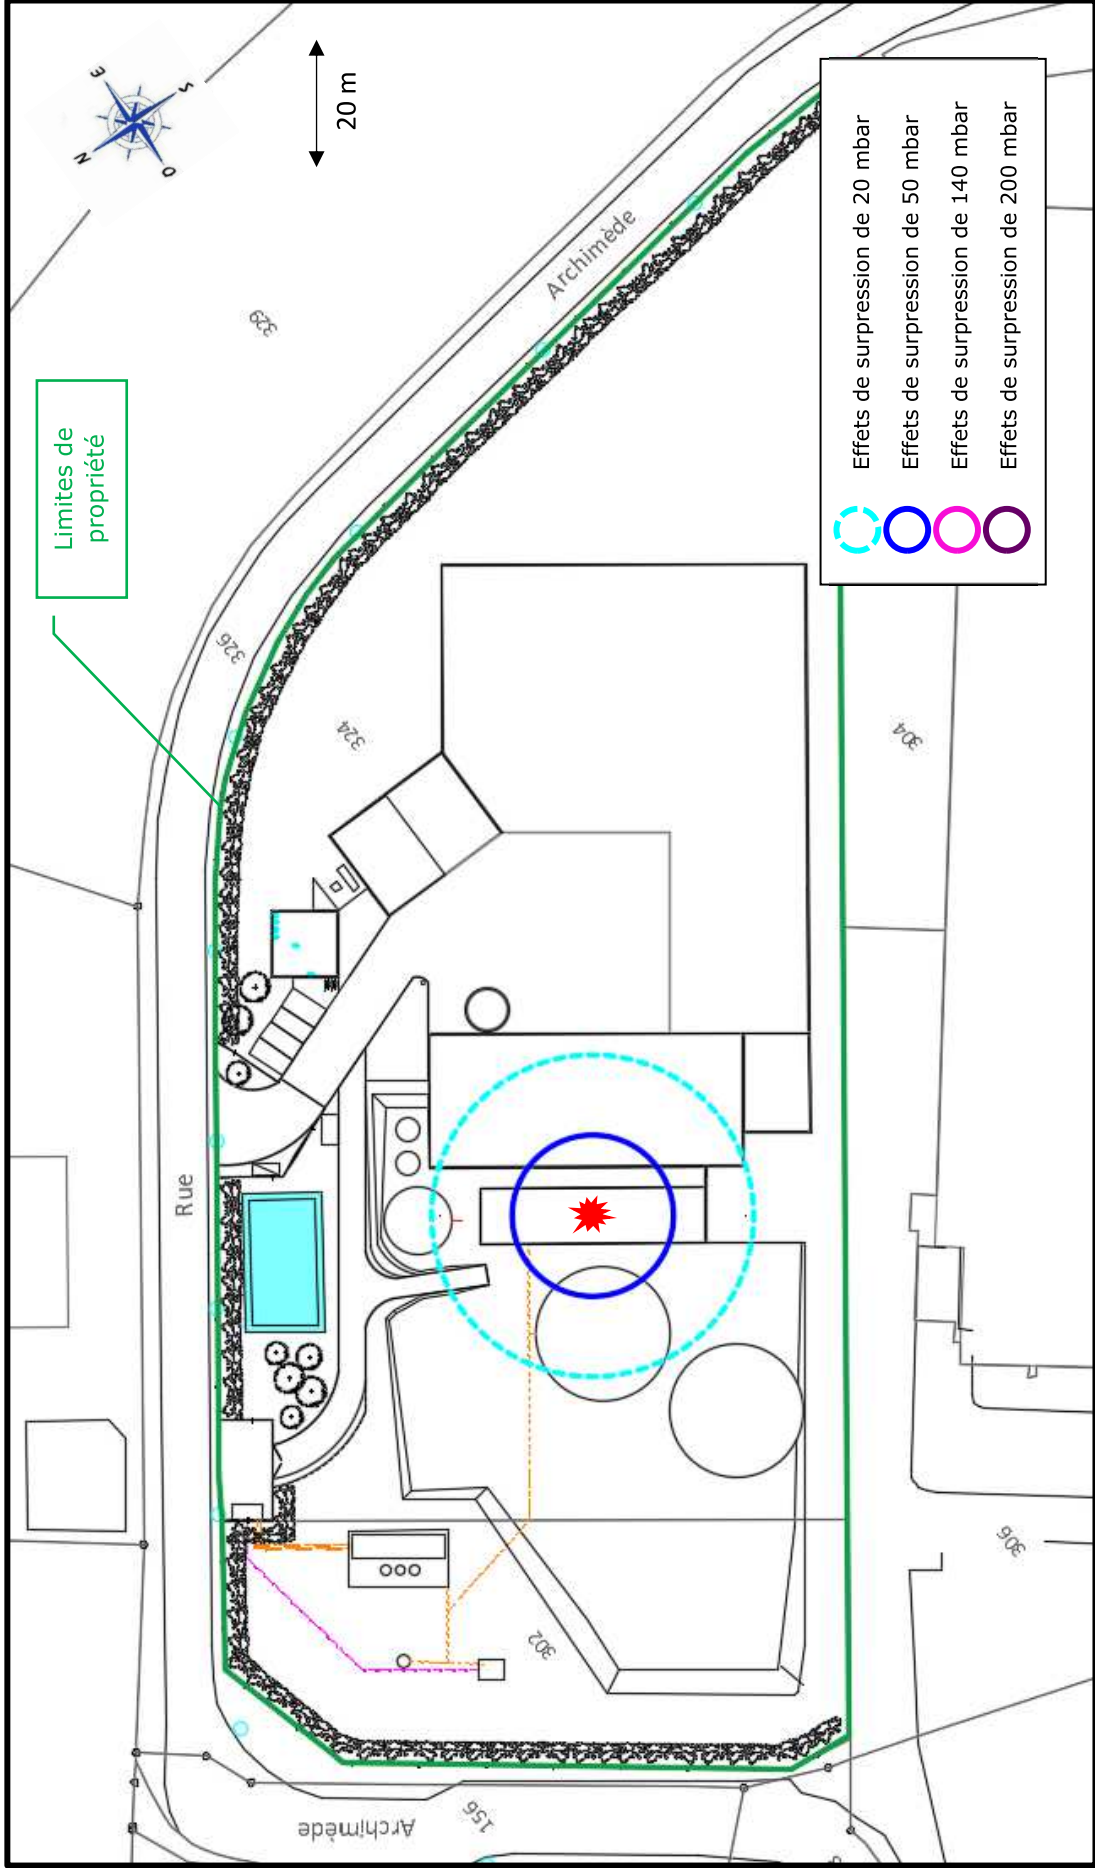 N
E
S
O
20 m
Limites de
propriété
Effets de surpression de 20 mbar
Effets de surpression de 50 mbar
Effets de surpression de 140 mbar
Effets de surpression de 200 mbar
329
326
324
Archimède
304
Rue
302
306
Archimède
156